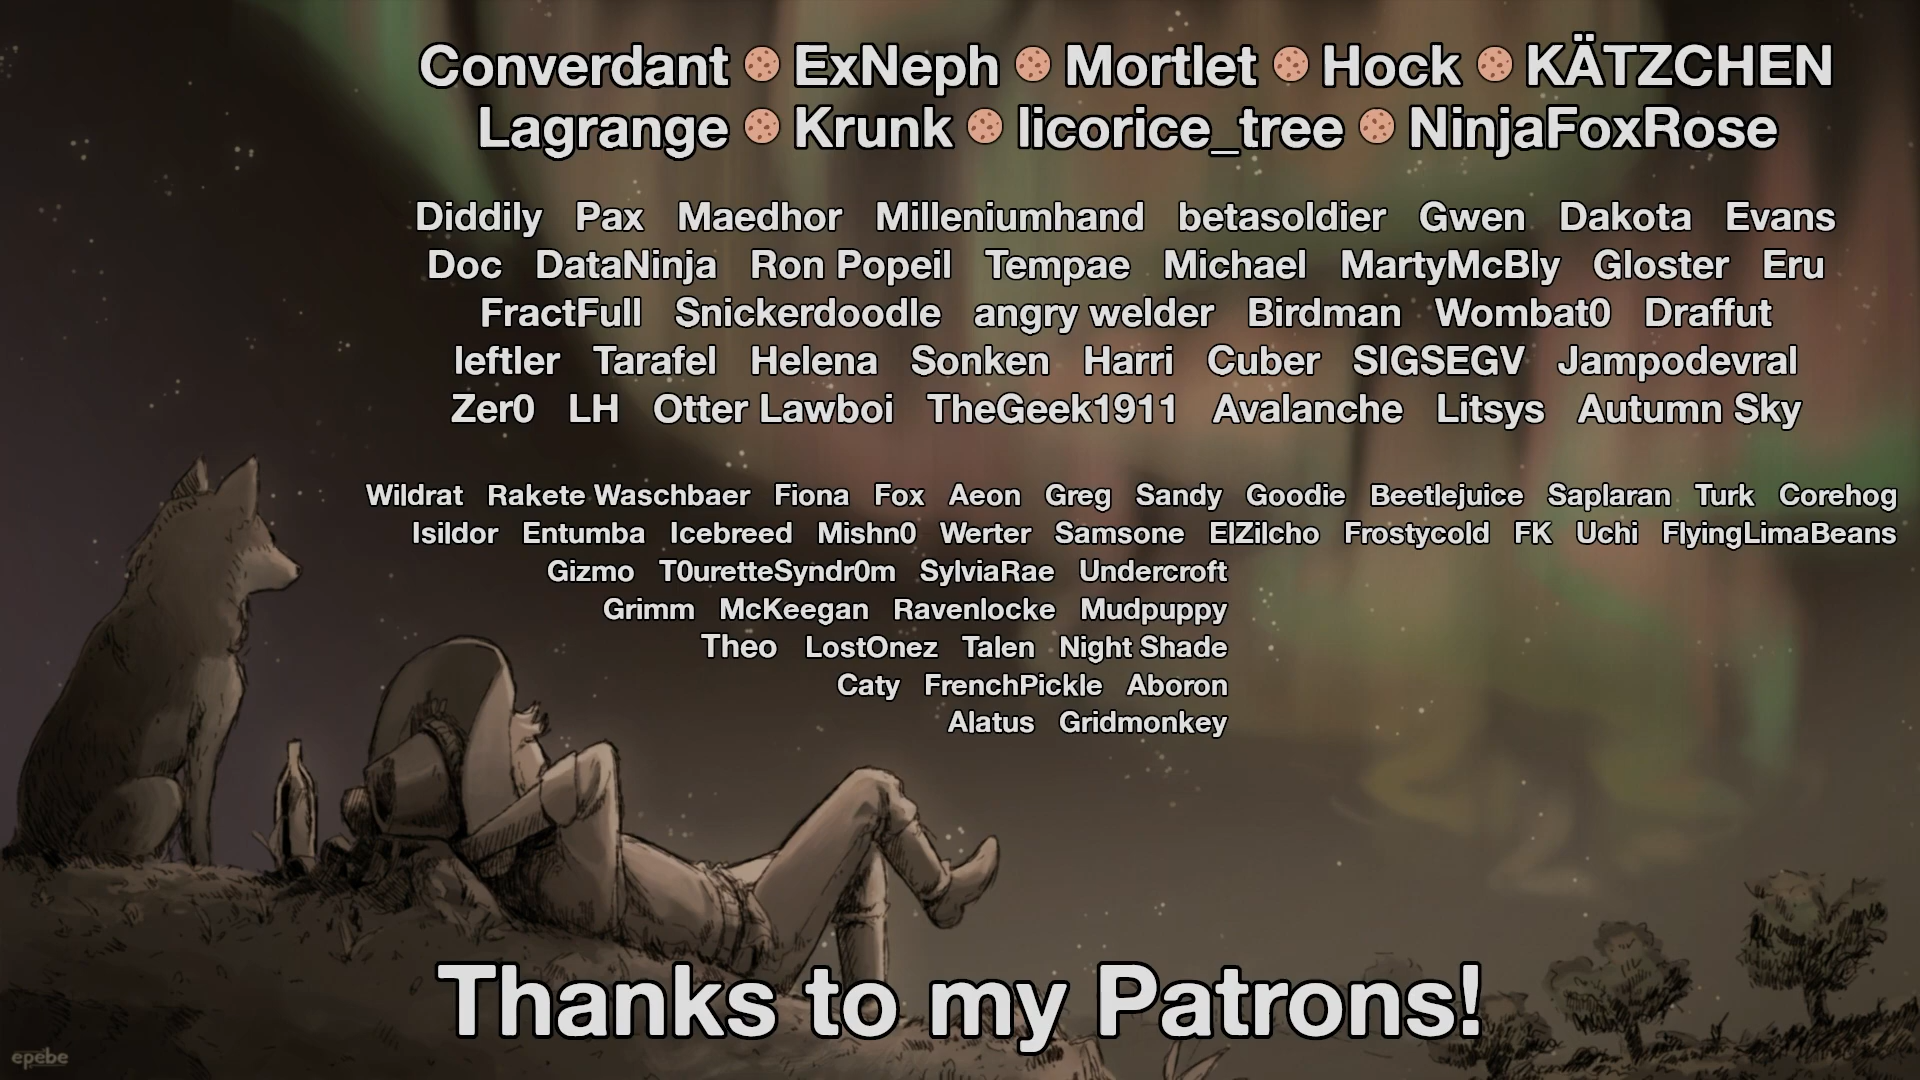 Converdant ExNeph Mortlet Hock KÄTZCHEN
Lagrange Krunk licorice_tree NinjaFoxRose
Diddily Pax Maedhor Milleniumhand betasoldier Gwen Dakota Evans
Doc DataNinja Ron Popeil Tempae Michael MartyMcBly Gloster Eru
FractFull Snickerdoodle angry welder Birdman Wombat0 Draffut
leftler Tarafel Helena Sonken Harri Cuber SIGSEGV Jampodevral
Zer0 LH Otter Lawboi TheGeek1911 Avalanche Litsys Autumn Sky
Wildrat Rakete Waschbaer Fiona Fox Aeon Greg Sandy Goodie Beetlejuice Saplaran Turk Corehog
Isildor Entumba Icebreed Mishn0 Werter Samsone ElZilcho Frostycold FK Uchi FlyingLimaBeans
Gizmo T0uretteSyndr0m SylviaRae Undercroft
Grimm McKeegan Ravenlocke Mudpuppy
Theo LostOnez Talen Night Shade
Caty FrenchPickle Aboron
Alatus Gridmonkey
Thanks to my Patrons!
epebe